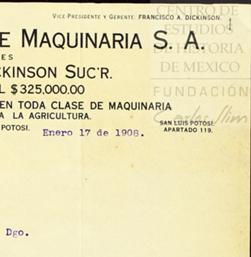 VICE-PRESIDENTE Y GERENTE: FRANCISCO A. DICKINSON.
CENTRO DE
ESTUDIOS
DE HISTORIA
DE MEXICO
E MAQUINARIA S. A.
ES
CKINSON SUC'R.
FUNDACIÓN
Carlos Slim
L $325,000.00
EN TODA CLASE DE MAQUINARIA
A LA AGRICULTURA.
POTOSI.
SAN LUIS POTOSI.
APARTADO 119.
Enero 17 de 1908.
Dgo.